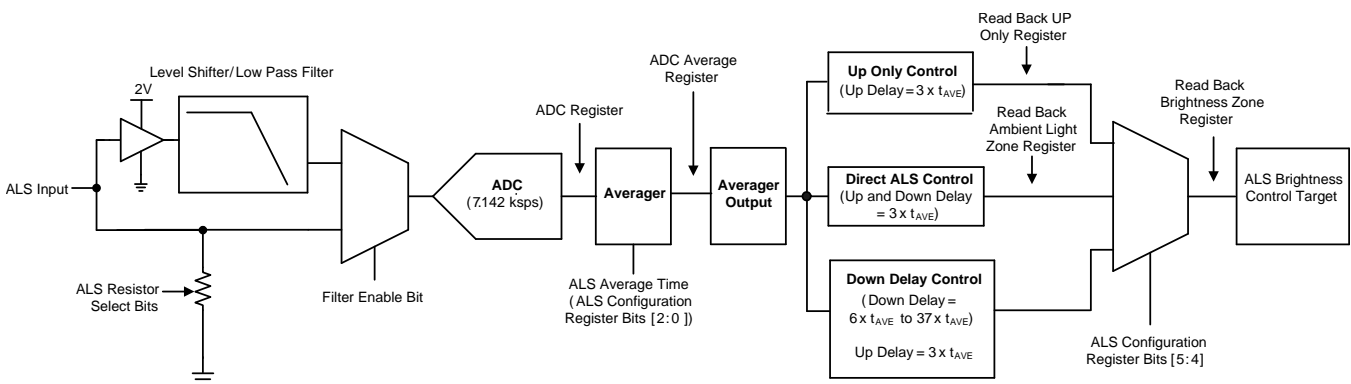 Level Shifter/Low Pass Filter
2V
ALS Input
ALS Resistor
Select Bits
Filter Enable Bit
ADC
(7.142 ksps)
ADC Register
Averager
ALS Average Time
(ALS Configuration
Register Bits [2:0])
ADC Average
Register
Averager
Output
Read Back UP
Only Register
Up Only Control
(Up Delay = 3 x tAVE)
Read Back
Ambient Light
Zone Register
Direct ALS Control
(Up and Down Delay
= 3 x tAVE)
Down Delay Control
(Down Delay =
6 x tAVE to 37 x tAVE)
Up Delay = 3 x tAVE
ALS Configuration
Register Bits [5:4]
Read Back
Brightness Zone
Register
ALS Brightness
Control Target